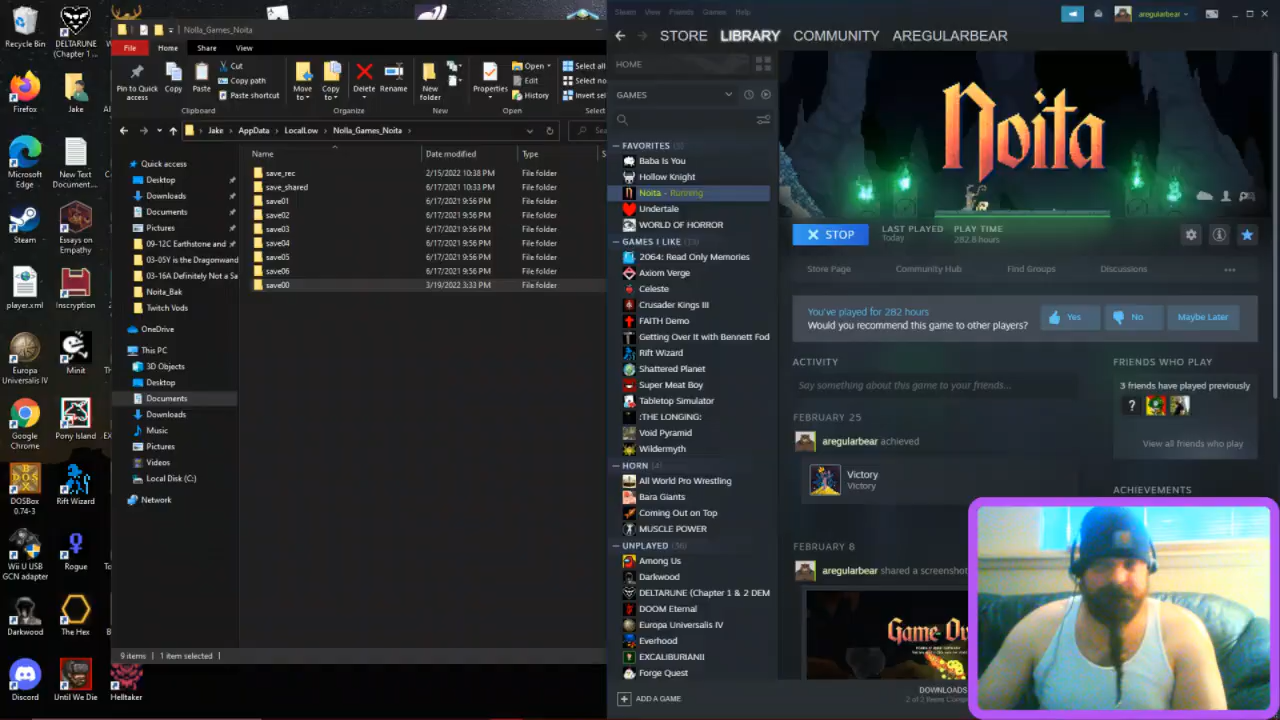 Recycle Bin
DELTARUNE
(Chapter 1 ...
Firefox
Jake
Microsoft
Edge
New Text
Document....
Steam
Essays on
Empathy
player.xml
Inscryption
Europa
Universalis IV
Minit
Google
Chrome
Pony Island
DOSBox
0.74-3
Rift Wizard
Wii U USB
GCN adapter
Rogue
Darkwood
The Hex
Discord
Until We Die
Helltaker
Nolla_Games_Noita
File
Home
Share
View
Pin to Quick
access
Copy
Paste
Cut
Copy path
Paste shortcut
Clipboard
Move
to
Copy
to
Delete
Rename
Organize
New
folder
New
Properties
Open
Edit
History
Open
Select all
Select no
Invert sel
Select
Jake > AppData > LocalLow > Nolla_Games_Noita >
Name Date modified Type
save_rec 2/15/2022 10:38 PM File folder
save_shared 6/17/2021 10:33 PM File folder
save01 6/17/2021 9:56 PM File folder
save02 6/17/2021 9:56 PM File folder
save03 6/17/2021 9:56 PM File folder
save04 6/17/2021 9:56 PM File folder
save05 6/17/2021 9:56 PM File folder
save06 6/17/2021 9:56 PM File folder
save00 3/19/2022 3:33 PM File folder
Quick access
Desktop
Downloads
Documents
Pictures
09-12C Earthstone and
03-05Y is the Dragonwand
03-16A Definitely Not a Sa
Noita_Bak
Twitch Vods
OneDrive
This PC
3D Objects
Desktop
Documents
Downloads
Music
Pictures
Videos
Local Disk (C:)
Network
9 items
1 item selected
Steam View Friends Games Help
aregularbear
STORE LIBRARY COMMUNITY AREGULARBEAR
HOME
GAMES
FAVORITES
Baba Is You
Hollow Knight
Noita - Running
Undertale
WORLD OF HORROR
GAMES I LIKE
2064: Read Only Memories
Axiom Verge
Celeste
Crusader Kings III
FAITH Demo
Getting Over It with Bennett Fod
Rift Wizard
Shattered Planet
Super Meat Boy
Tabletop Simulator
:THE LONGING:
Void Pyramid
Wildermyth
HORN (4)
All World Pro Wrestling
Bara Giants
Coming Out on Top
MUSCLE POWER
UNPLAYED
Among Us
Darkwood
DELTARUNE (Chapter 1 & 2 DEM
DOOM Eternal
Europa Universalis IV
Everhood
EXCALIBURIANII
Forge Quest
ADD A GAME
Noita
STOP
LAST PLAYED
Today
PLAY TIME
282.8 hours
Store Page
Community Hub
Find Groups
Discussions
You've played for 282 hours
Would you recommend this game to other players?
Yes
No
Maybe Later
ACTIVITY
Say something about this game to your friends...
FEBRUARY 25
aregularbear achieved
Victory
Victory
FEBRUARY 8
aregularbear shared a screenshot
Game Ov
FRIENDS WHO PLAY
3 friends have played previously
View all friends who play
ACHIEVEMENTS
DOWNLOADS